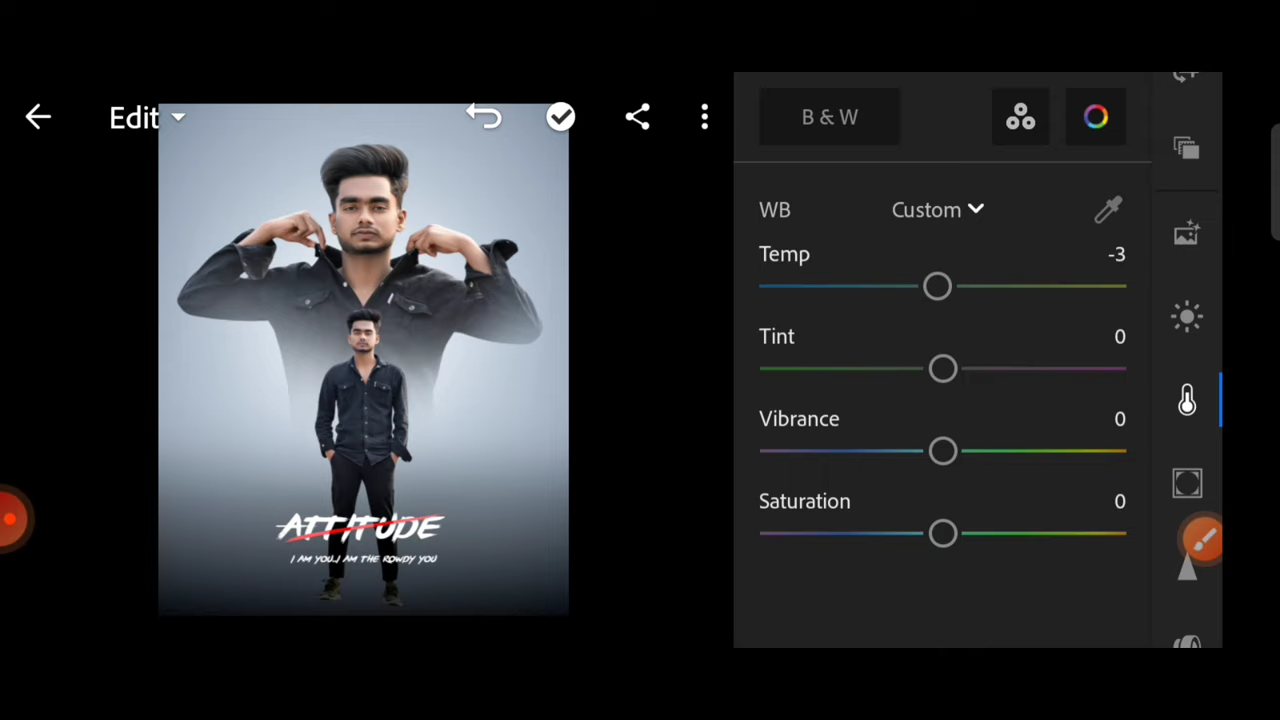 Edit
B & W
WB Custom
Temp -3
Tint 0
Vibrance 0
Saturation 0
ATTITUDE
I AM YOU..I AM THE ROWDY YOU